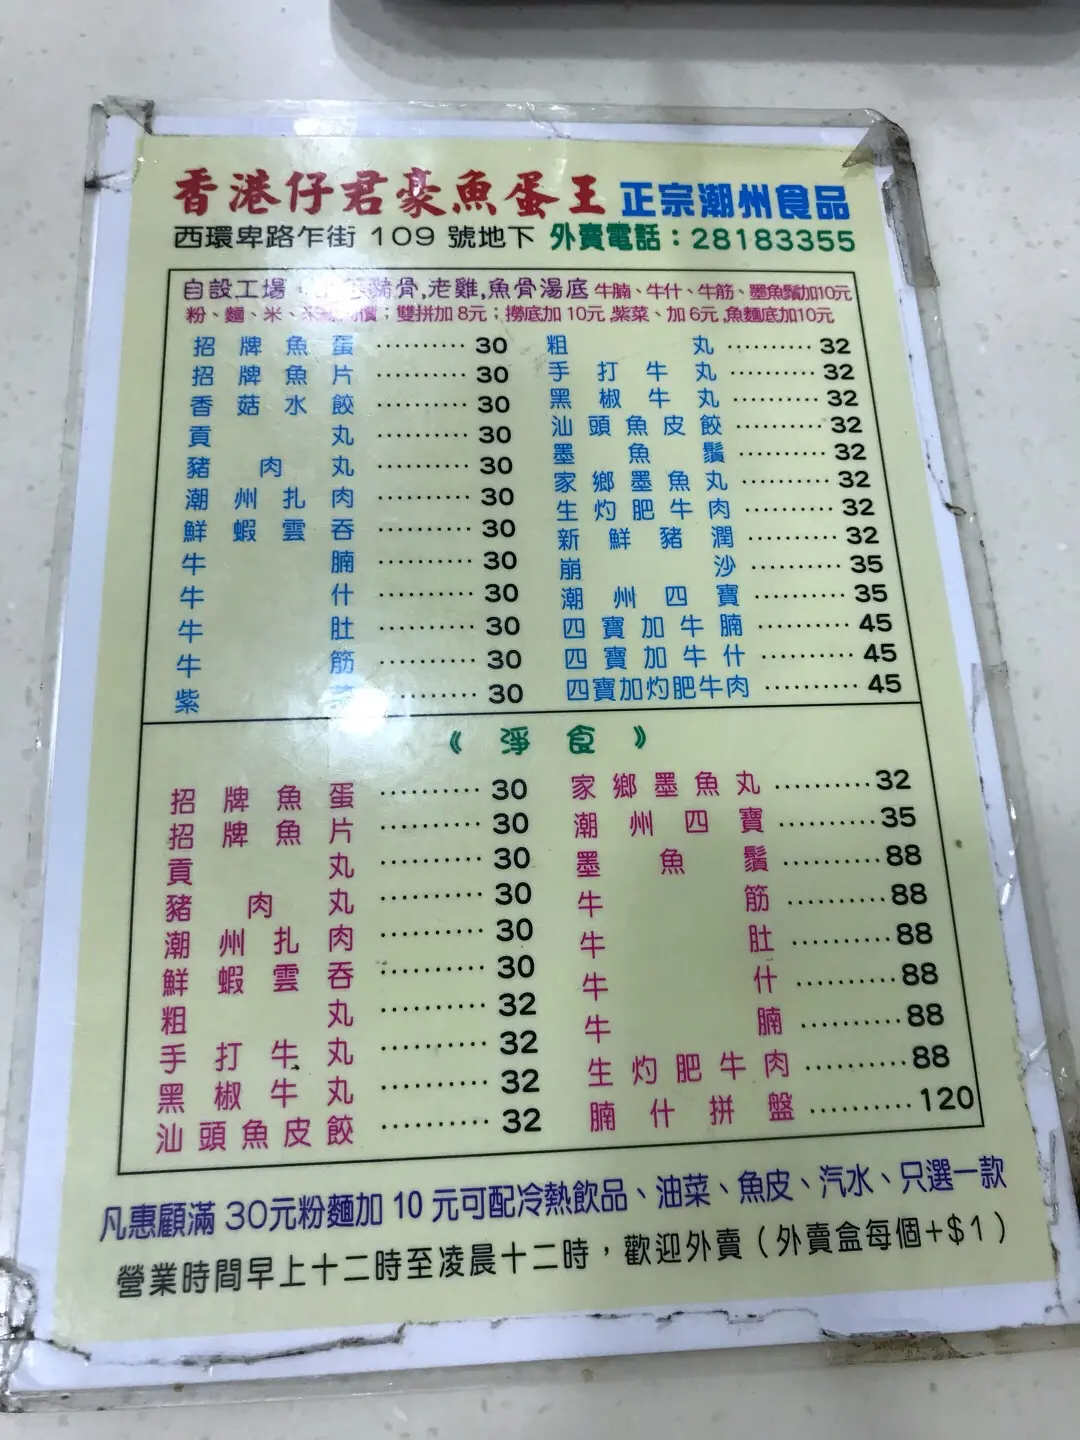 香港仔君豪魚蛋王 正宗潮州食品
西環卑路乍街 109 號地下 外賣電話：28183355
自設工場 豬骨,老雞,魚骨湯底 牛腩、牛什、牛筋、墨魚鬚加10元
粉、麵、米、 ；雙拼加 8元；撈底加 10元,紫菜、加 6元,魚麵底加10元
招牌魚蛋 .......... 30
招牌魚片 .......... 30
香菇水餃 .......... 30
貢丸 .......... 30
豬肉丸 .......... 30
潮州扎肉 .......... 30
鮮蝦雲吞 .......... 30
牛腩 .......... 30
牛什 .......... 30
牛肚 .......... 30
牛筋 .......... 30
紫菜 .......... 30
粗丸 .......... 32
手打牛丸 .......... 32
黑椒牛丸 .......... 32
汕頭魚皮餃 .......... 32
墨魚鬚 .......... 32
家鄉墨魚丸 .......... 32
生灼肥牛肉 .......... 32
新鮮豬潤 .......... 32
崩沙 .......... 35
潮州四寶 .......... 35
四寶加牛腩 .......... 45
四寶加牛什 .......... 45
四寶加灼肥牛肉 .......... 45
《淨食》
招牌魚蛋 .......... 30
招牌魚片 .......... 30
貢丸 .......... 30
豬肉丸 .......... 30
潮州扎肉 .......... 30
鮮蝦雲吞 .......... 30
粗丸 .......... 32
手打牛丸 .......... 32
黑椒牛丸 .......... 32
汕頭魚皮餃 .......... 32
家鄉墨魚丸 .......... 32
潮州四寶 .......... 35
墨魚鬚 .......... 88
牛筋 .......... 88
牛肚 .......... 88
牛什 .......... 88
牛腩 .......... 88
生灼肥牛肉 .......... 88
腩什拼盤 .......... 120
凡惠顧滿 30元粉麵加 10 元可配冷熱飲品、油菜、魚皮、汽水、只選一款
營業時間早上十二時至凌晨十二時，歡迎外賣（外賣盒每個+$1）